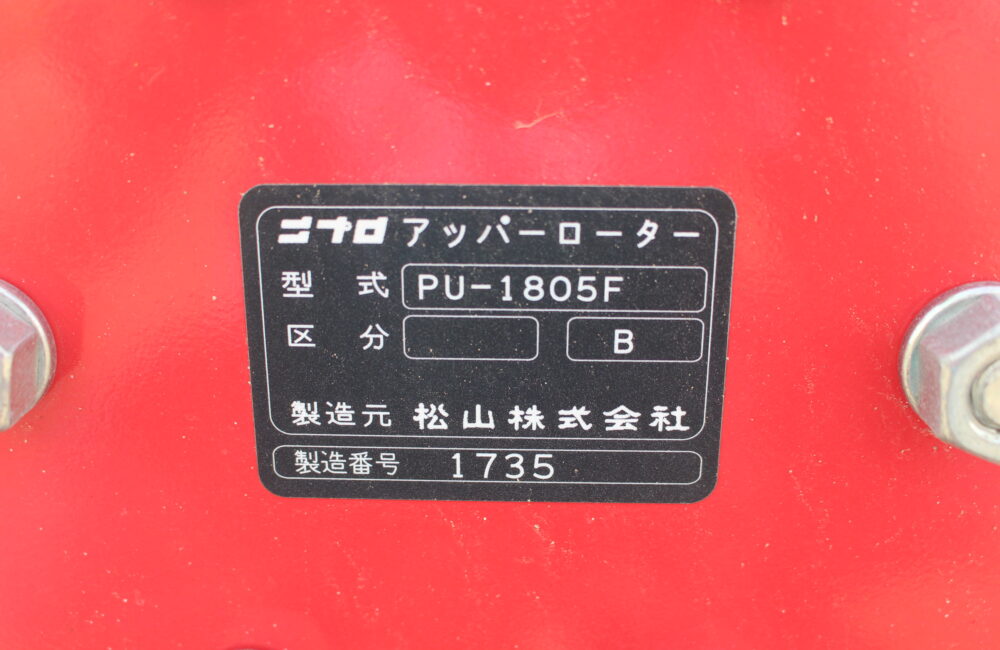 ニプロ アッパーローター
型式 PU-1805F
区分 B
製造元 松山株式会社
製造番号 1735